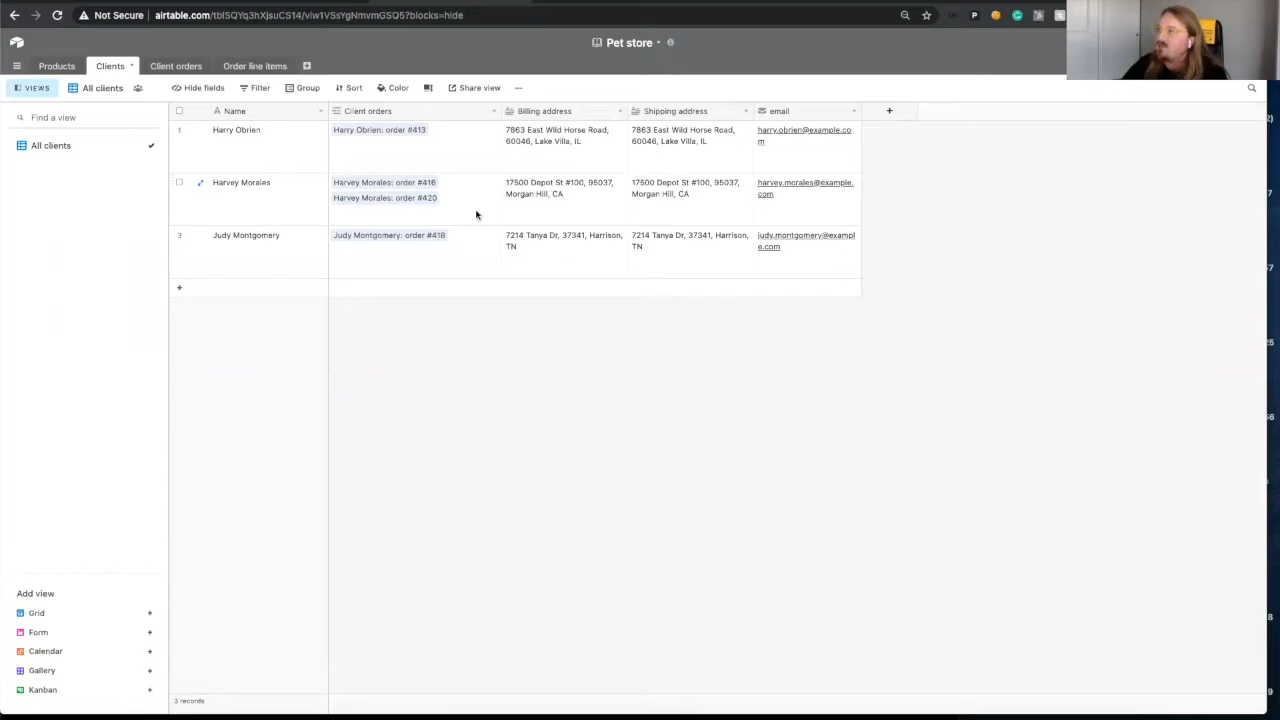 Not Secure airtable.com/tblSQYq3hXjsuCS14/viw1VSsYgNmvmGSQ5?blocks=hide
Pet store
Products Clients Client orders Order line items
VIEWS All clients Hide fields Filter Group Sort Color Share view
Find a view
All clients
Name Client orders Billing address Shipping address email
1 Harry Obrien Harry Obrien: order #413 7863 East Wild Horse Road, 7863 East Wild Horse Road, harry.obrien@example.co
60046, Lake Villa, IL 60046, Lake Villa, IL m
Harvey Morales Harvey Morales: order #416 17500 Depot St #100, 95037, 17500 Depot St #100, 95037, harvey.morales@example.
Harvey Morales: order #420 Morgan Hill, CA Morgan Hill, CA com
3 Judy Montgomery Judy Montgomery: order #418 7214 Tanya Dr, 37341, Harrison, 7214 Tanya Dr, 37341, Harrison, judy.montgomery@exampl
TN TN e.com
Add view
Grid
Form
Calendar
Gallery
Kanban
3 records